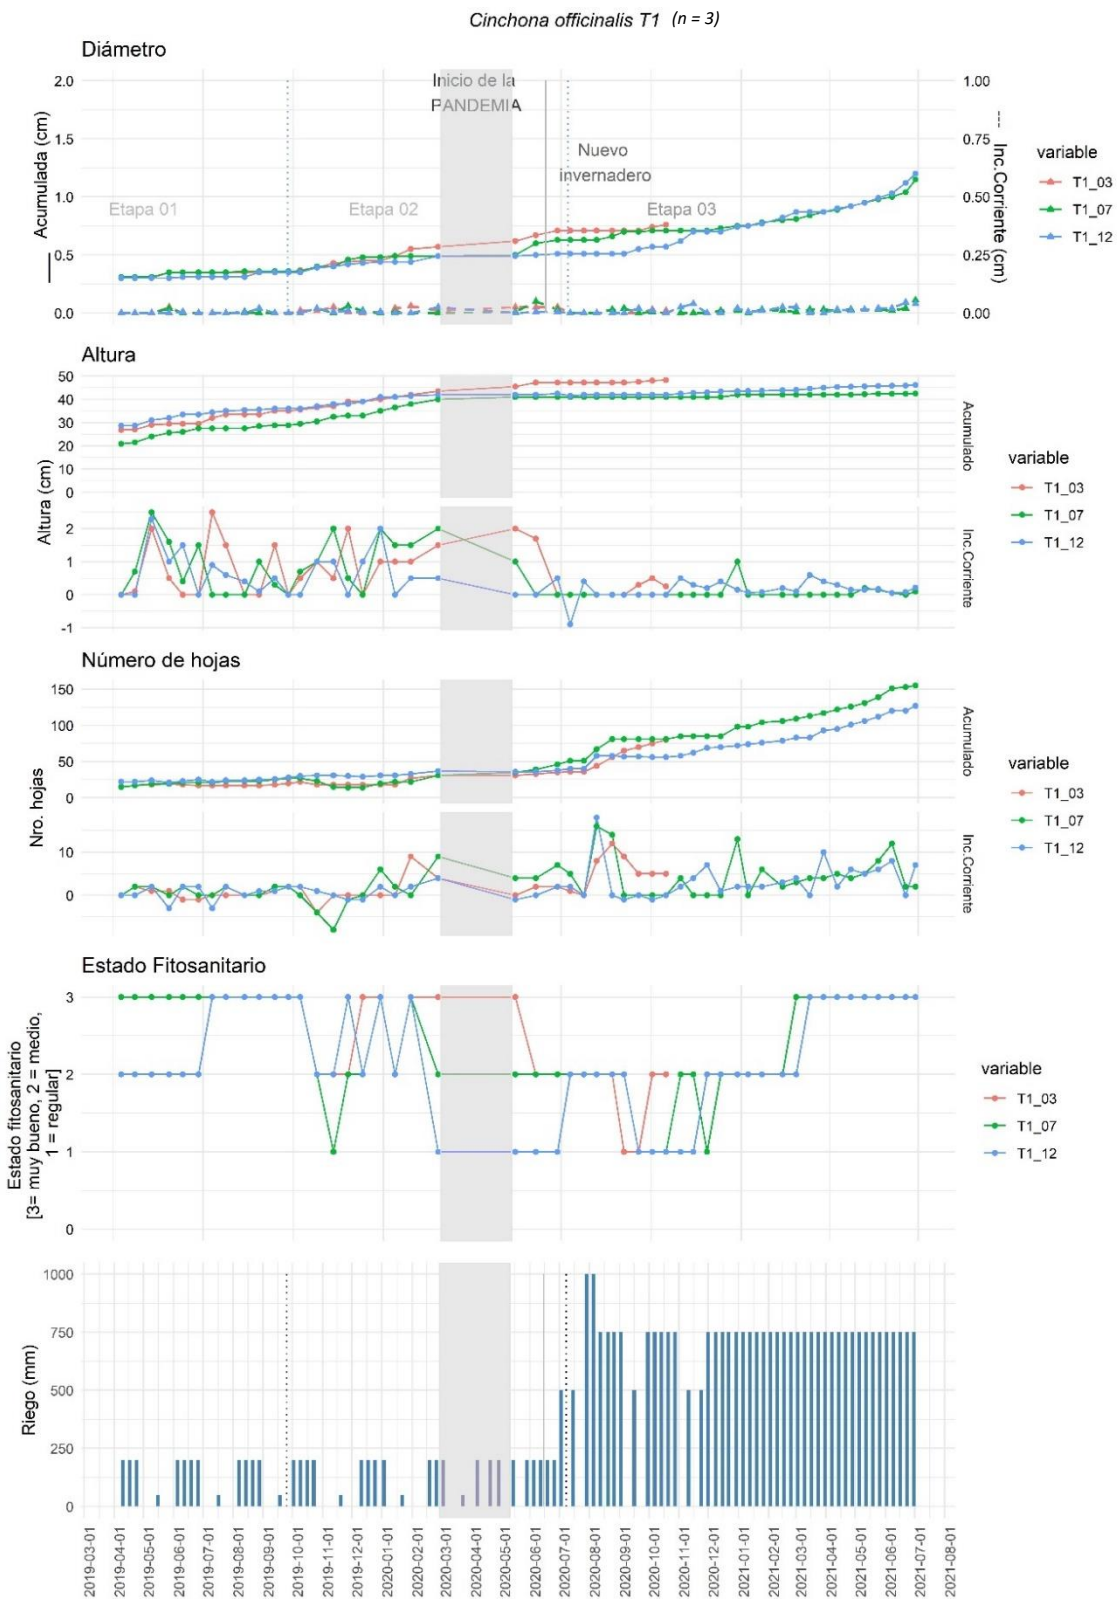 Cinchona officinalis T1 (n = 3)
Diámetro
Acumulada (cm)
2.0
1.5
1.0
0.5
0.0
Inicio de la
PANDEMIA
Nuevo
invernadero
Etapa 01
Etapa 02
Etapa 03
1.00
0.75
0.50
0.25
0.00
--- Inc.Corriente (cm)
variable
T1_03
T1_07
T1_12
Altura
Altura (cm)
50
40
30
20
10
0
Acumulado
2
1
0
-1
Inc.Corriente
variable
T1_03
T1_07
T1_12
Número de hojas
Nro. hojas
150
100
50
0
Acumulado
10
0
Inc.Corriente
variable
T1_03
T1_07
T1_12
Estado Fitosanitario
Estado fitosanitario
[3= muy bueno, 2 = medio,
1 = regular]
3
2
1
0
variable
T1_03
T1_07
T1_12
Riego (mm)
1000
750
500
250
0
2019-03-01
2019-04-01
2019-05-01
2019-06-01
2019-07-01
2019-08-01
2019-09-01
2019-10-01
2019-11-01
2019-12-01
2020-01-01
2020-02-01
2020-03-01
2020-04-01
2020-05-01
2020-06-01
2020-07-01
2020-08-01
2020-09-01
2020-10-01
2020-11-01
2020-12-01
2021-01-01
2021-02-01
2021-03-01
2021-04-01
2021-05-01
2021-06-01
2021-07-01
2021-08-01